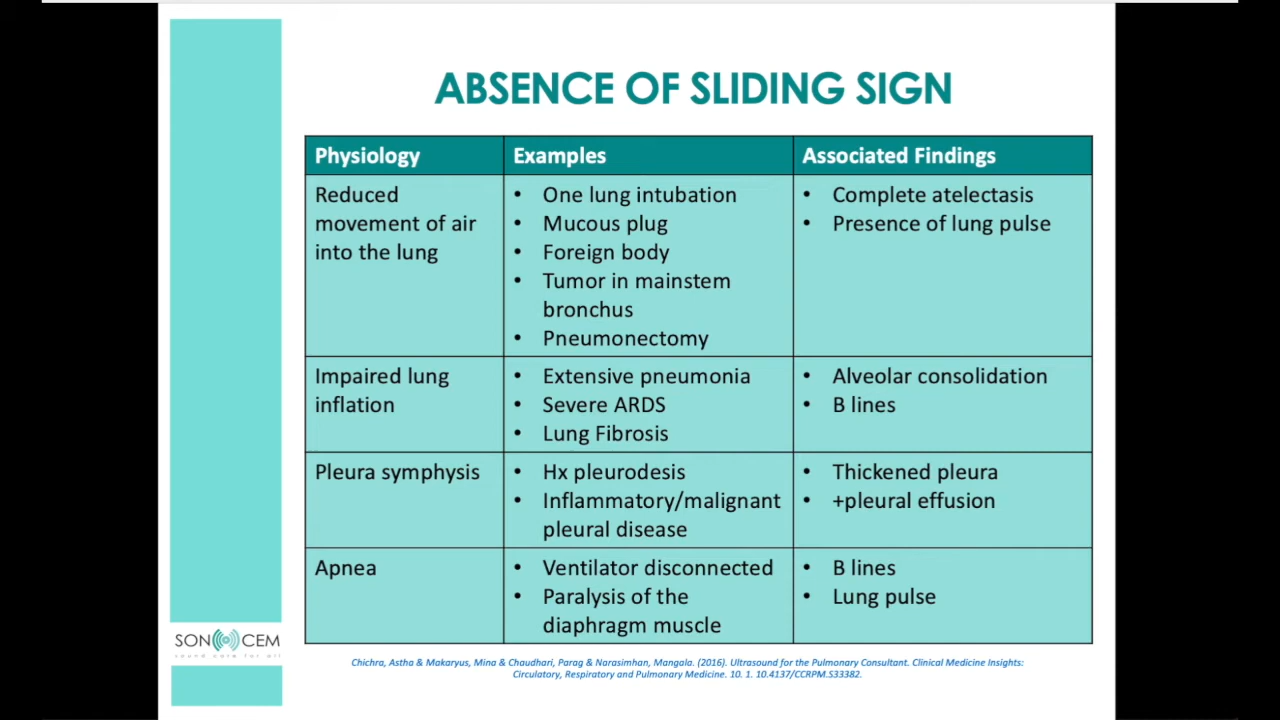 ABSENCE OF SLIDING SIGN
Physiology
Examples
Associated Findings
Reduced
movement of air
into the lung
• One lung intubation
• Mucous plug
• Foreign body
• Tumor in mainstem
bronchus
• Pneumonectomy
• Complete atelectasis
• Presence of lung pulse
Impaired lung
inflation
• Extensive pneumonia
• Severe ARDS
• Lung Fibrosis
• Alveolar consolidation
• B lines
Pleura symphysis
• Hx pleurodesis
• Inflammatory/malignant
pleural disease
• Thickened pleura
• +pleural effusion
Apnea
• Ventilator disconnected
• Paralysis of the
diaphragm muscle
• B lines
• Lung pulse
SON CEM
sound care for all
Chichra, Astha & Makaryus, Mina & Chaudhari, Parag & Narasimhan, Mangala. (2016). Ultrasound for the Pulmonary Consultant. Clinical Medicine Insights:
Circulatory, Respiratory and Pulmonary Medicine. 10. 1. 10.4137/CCRPM.S33382.